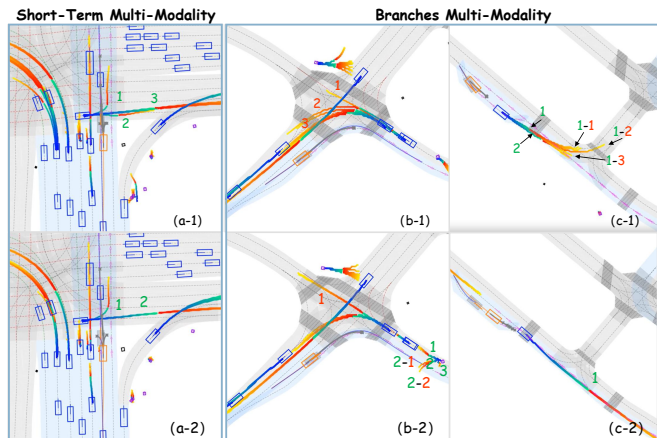 Short-Term Multi-Modality
Branches Multi-Modality
1
3
2
(a-1)
1
2
3
(b-1)
1
2
1-1
1-2
1-3
(c-1)
1
2
(a-2)
1
1
2-1
2
3
2-2
(b-2)
1
(c-2)